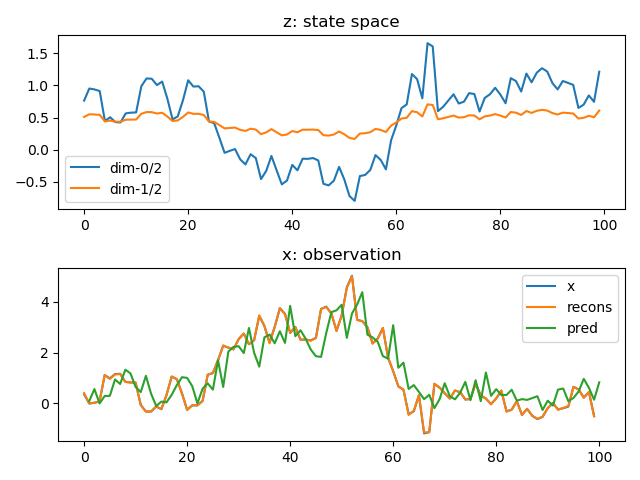 z: state space
1.5
1.0
0.5
0.0
−0.5
dim-0/2
dim-1/2
0 20 40 60 80 100
x: observation
4
2
0
x
recons
pred
0 20 40 60 80 100